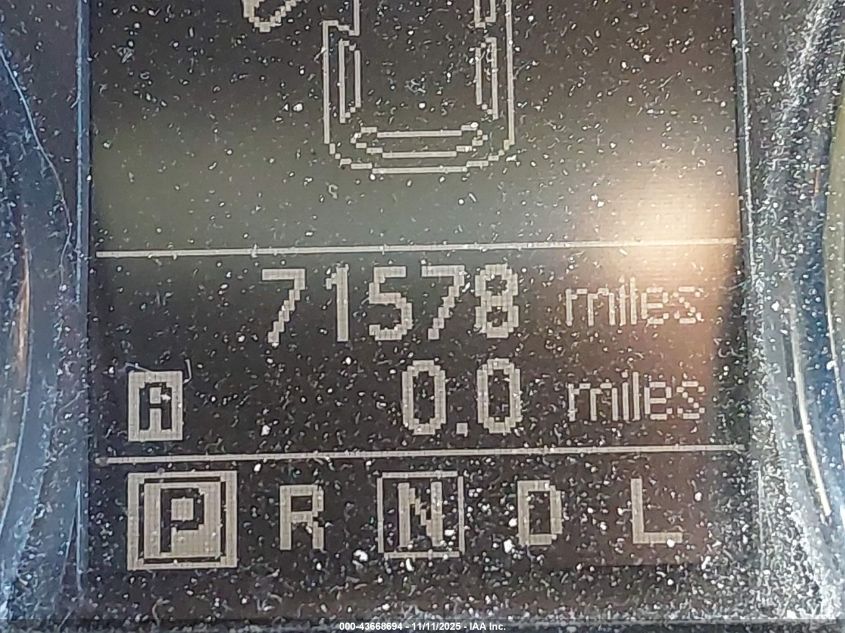 71578 miles
A 0.0 miles
P R N D L
000-43668694 - 11/11/2025 - IAA Inc.